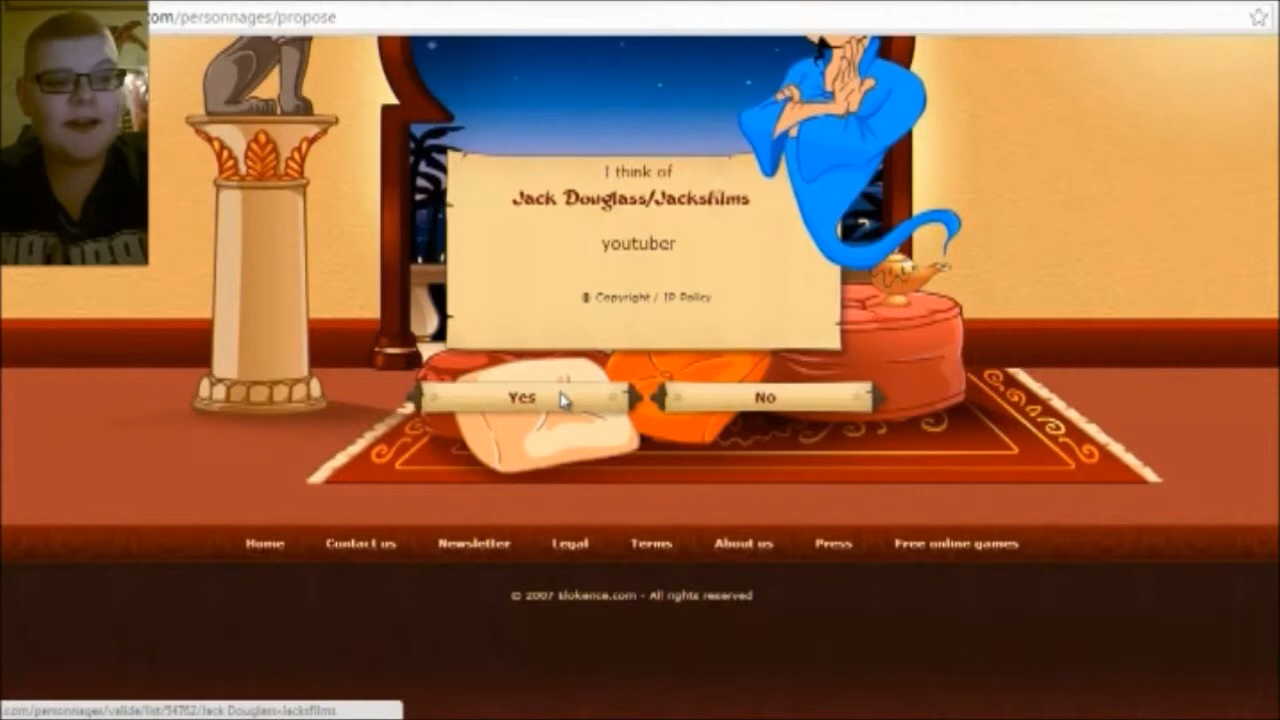 .com/personnages/propose
I think of
Jack Douglass/Jacksfilms
youtuber
© Copyright / IP Policy
Yes
No
Home
Contact us
Newsletter
Legal
Terms
About us
Press
Free online games
© 2007 Elokence.com - All rights reserved
.com/personnages/valide/list/54762/Jack Douglass-Jacksfilms